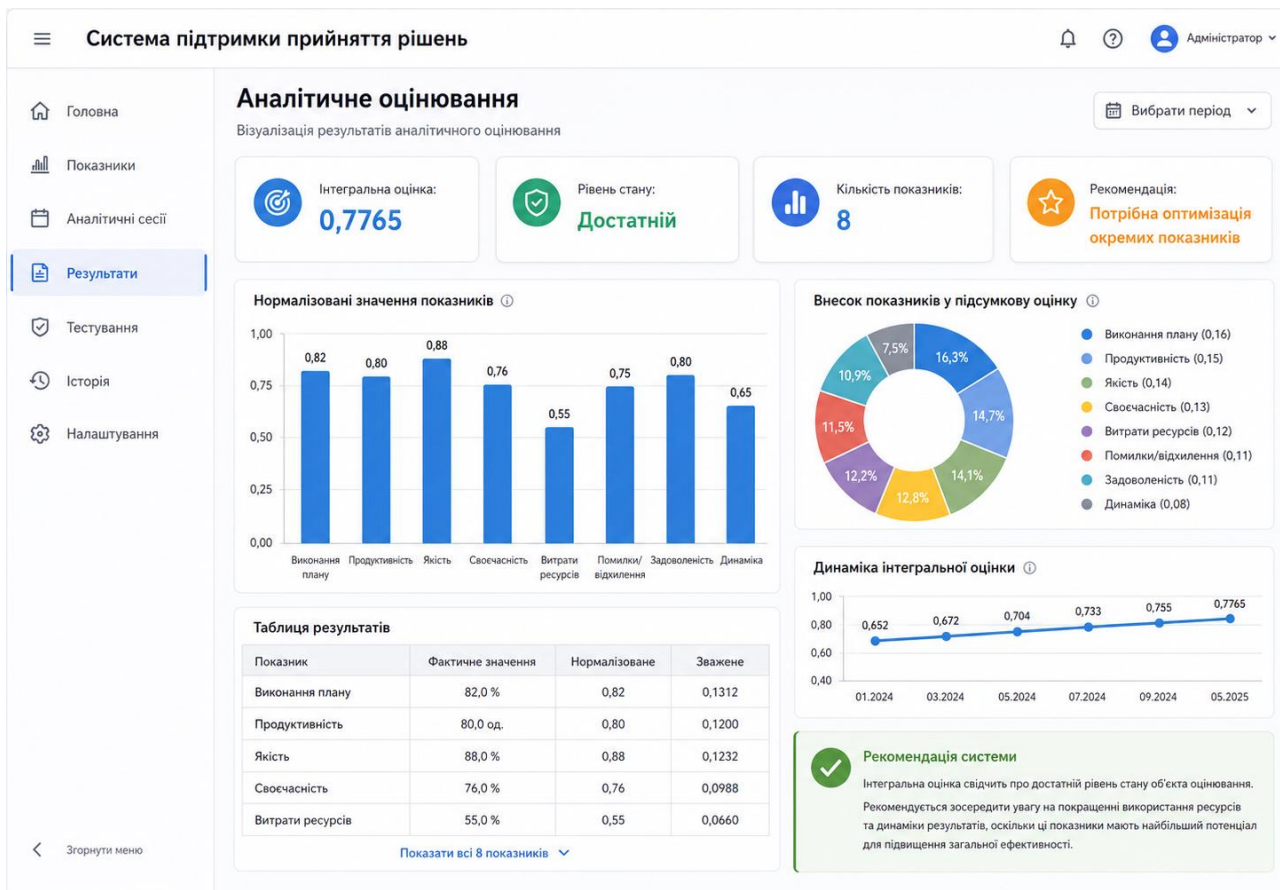 Система підтримки прийняття рішень
Адміністратор
Головна
Показники
Аналітичні сесії
Результати
Тестування
Історія
Налаштування
Згорнути меню
Аналітичне оцінювання
Візуалізація результатів аналітичного оцінювання
Вибрати період
Інтегральна оцінка:
0,7765
Рівень стану:
Достатній
Кількість показників:
8
Рекомендація:
Потрібна оптимізація
окремих показників
Нормалізовані значення показників
1,00
0,75
0,50
0,25
0,00
0,82
0,80
0,88
0,76
0,55
0,75
0,80
0,65
Виконання
плану
Продуктивність
Якість
Своєчасність
Витрати
ресурсів
Помилки/
відхилення
Задоволеність
Динаміка
Внесок показників у підсумкову оцінку
16,3%
14,7%
14,1%
12,8%
12,2%
11,5%
10,9%
7,5%
Виконання плану (0,16)
Продуктивність (0,15)
Якість (0,14)
Своєчасність (0,13)
Витрати ресурсів (0,12)
Помилки/відхилення (0,11)
Задоволеність (0,11)
Динаміка (0,08)
Таблиця результатів
Показник Фактичне значення Нормалізоване Зважене
Виконання плану 82,0 % 0,82 0,1312
Продуктивність 80,0 од. 0,80 0,1200
Якість 88,0 % 0,88 0,1232
Своєчасність 76,0 % 0,76 0,0988
Витрати ресурсів 55,0 % 0,55 0,0660
Показати всі 8 показників
Динаміка інтегральної оцінки
1,00
0,80
0,60
0,40
0,652
0,672
0,704
0,733
0,755
0,7765
01.2024
03.2024
05.2024
07.2024
09.2024
05.2025
Рекомендація системи
Інтегральна оцінка свідчить про достатній рівень стану об'єкта оцінювання.
Рекомендується зосередити увагу на покращенні використання ресурсів
та динаміки результатів, оскільки ці показники мають найбільший потенціал
для підвищення загальної ефективності.